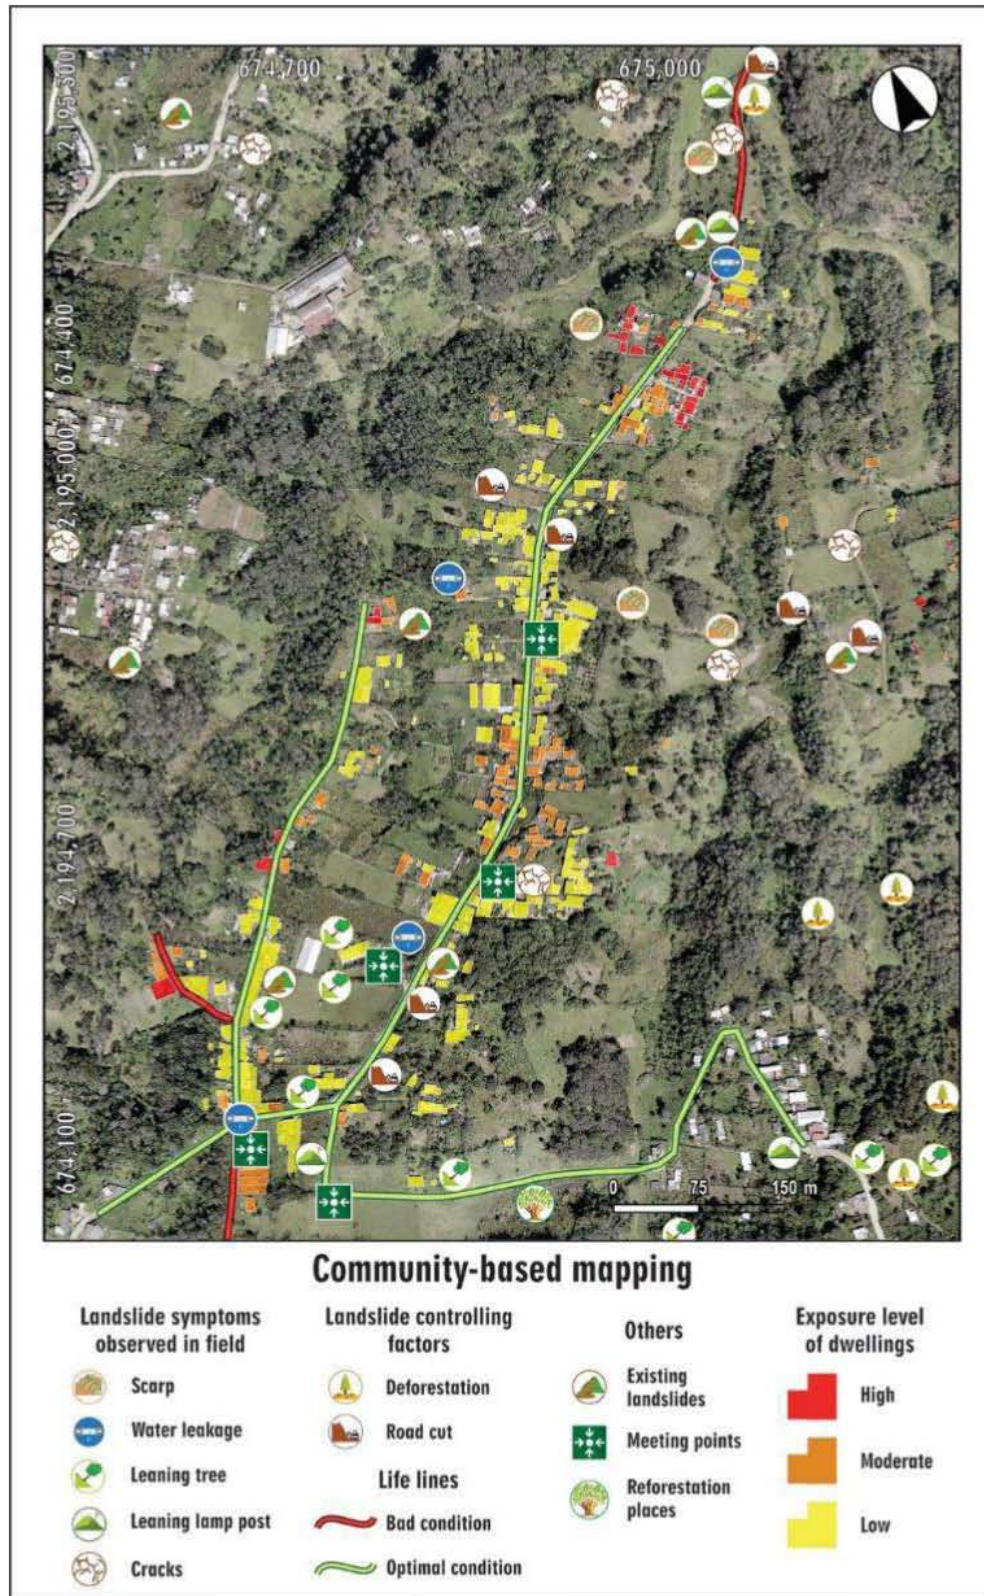 674,700
675,000
2,195,300
674,400
2,195,000
2,194,700
674,100
0 75 150 m
Community-based mapping
Landslide symptoms
observed in field
Scarp
Water leakage
Leaning tree
Leaning lamp post
Cracks
Landslide controlling
factors
Deforestation
Road cut
Life lines
Bad condition
Optimal condition
Others
Existing
landslides
Meeting points
Reforestation
places
Exposure level
of dwellings
High
Moderate
Low